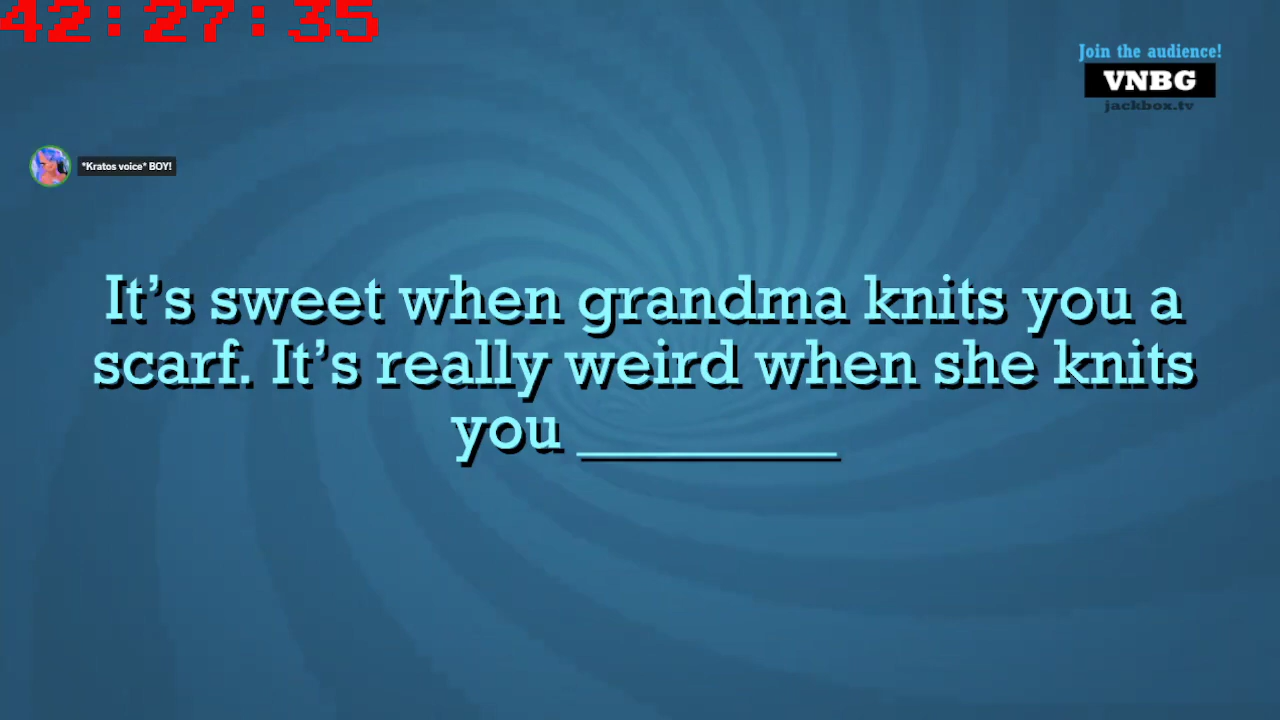 42:27:35
Join the audience!
VNBG
jackbox.tv
*Kratos voice* BOY!
It’s sweet when grandma knits you a
scarf. It’s really weird when she knits
you ________